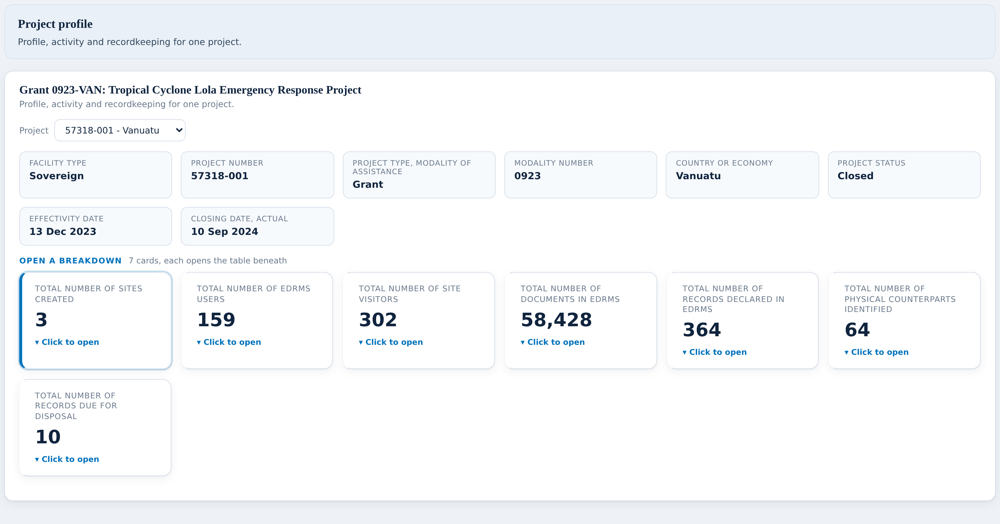 Project profile
Profile, activity and recordkeeping for one project.
Grant 0923-VAN: Tropical Cyclone Lola Emergency Response Project
Profile, activity and recordkeeping for one project.
Project 57318-001 - Vanuatu
FACILITY TYPE
Sovereign
PROJECT NUMBER
57318-001
PROJECT TYPE, MODALITY OF
ASSISTANCE
Grant
MODALITY NUMBER
0923
COUNTRY OR ECONOMY
Vanuatu
PROJECT STATUS
Closed
EFFECTIVITY DATE
13 Dec 2023
CLOSING DATE, ACTUAL
10 Sep 2024
OPEN A BREAKDOWN 7 cards, each opens the table beneath
TOTAL NUMBER OF SITES
CREATED
3
▾ Click to open
TOTAL NUMBER OF EDRMS
USERS
159
▾ Click to open
TOTAL NUMBER OF SITE
VISITORS
302
▾ Click to open
TOTAL NUMBER OF
DOCUMENTS IN EDRMS
58,428
▾ Click to open
TOTAL NUMBER OF
RECORDS DECLARED IN
EDRMS
364
▾ Click to open
TOTAL NUMBER OF
PHYSICAL COUNTERPARTS
IDENTIFIED
64
▾ Click to open
TOTAL NUMBER OF
RECORDS DUE FOR
DISPOSAL
10
▾ Click to open